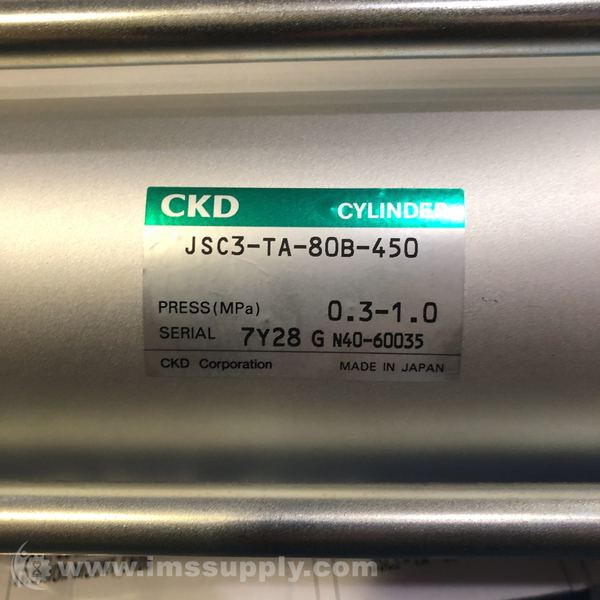 CKD CYLINDER
JSC3-TA-80B-450
PRESS(MPa) 0.3-1.0
SERIAL 7Y28 G N40-60035
CKD Corporation MADE IN JAPAN
© www.imssupply.com